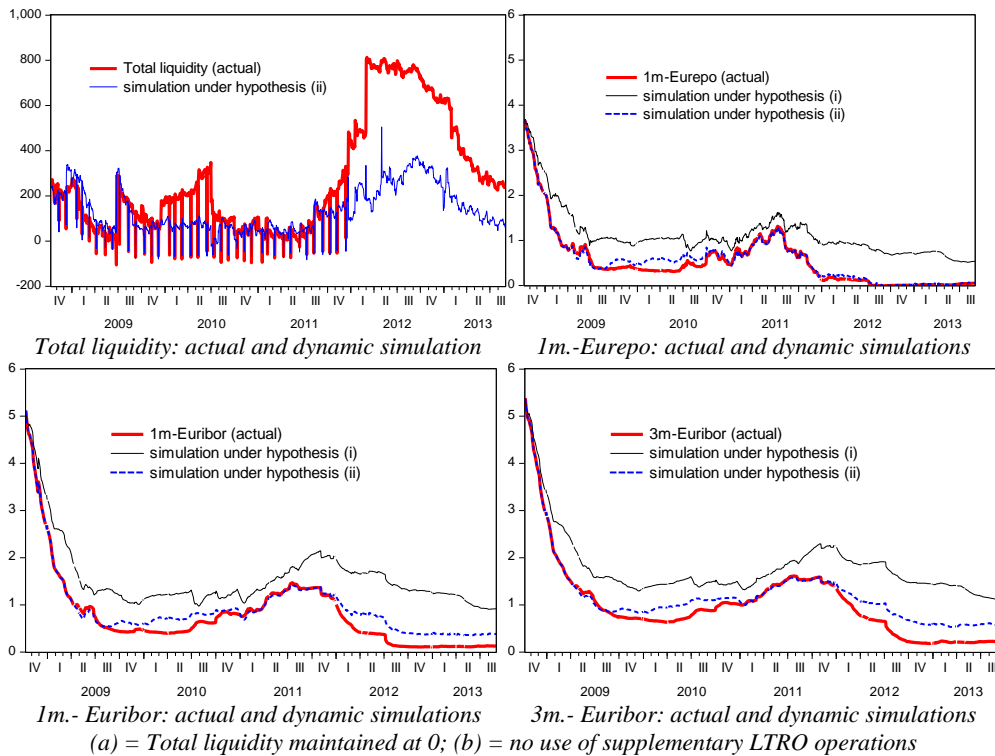 1,000
800
600
400
200
0
-200
Total liquidity (actual)
simulation under hypothesis (ii)
IV I II III IV I II III IV I II III IV I II III IV I II III
2009 2010 2011 2012 2013
Total liquidity: actual and dynamic simulation
6
5
4
3
2
1
0
1m-Eurepo (actual)
simulation under hypothesis (i)
simulation under hypothesis (ii)
IV I II III IV I II III IV I II III IV I II III IV I II III
2009 2010 2011 2012 2013
1m.-Eurepo: actual and dynamic simulations
6
5
4
3
2
1
0
1m-Euribor (actual)
simulation under hypothesis (i)
simulation under hypothesis (ii)
IV I II III IV I II III IV I II III IV I II III IV I II III
2009 2010 2011 2012 2013
1m.- Euribor: actual and dynamic simulations
6
5
4
3
2
1
0
3m-Euribor (actual)
simulation under hypothesis (i)
simulation under hypothesis (ii)
IV I II III IV I II III IV I II III IV I II III IV I II III
2009 2010 2011 2012 2013
3m.- Euribor: actual and dynamic simulations
(a) = Total liquidity maintained at 0; (b) = no use of supplementary LTRO operations